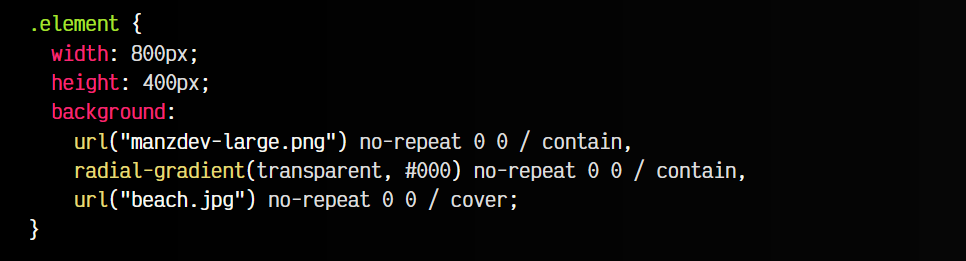 .element {
  width: 800px;
  height: 400px;
  background:
    url("manzdev-large.png") no-repeat 0 0 / contain,
    radial-gradient(transparent, #000) no-repeat 0 0 / contain,
    url("beach.jpg") no-repeat 0 0 / cover;
}